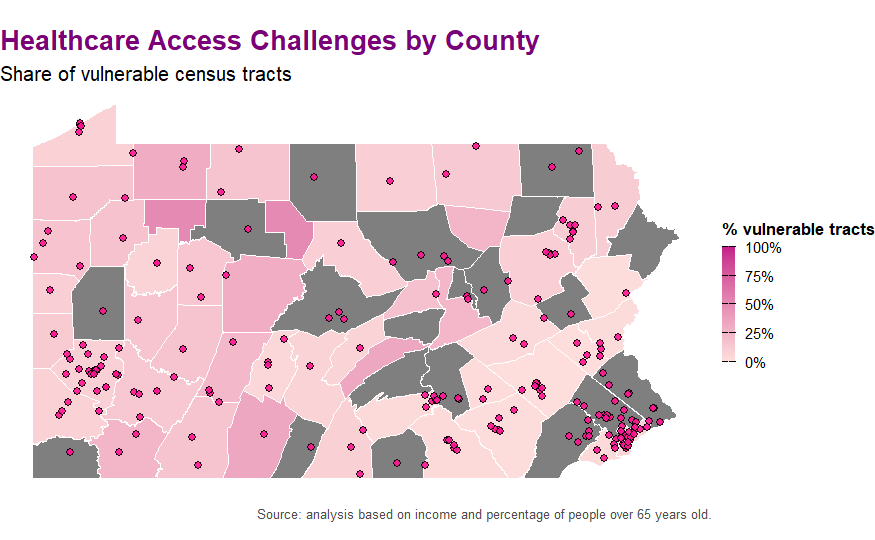 Healthcare Access Challenges by County
Share of vulnerable census tracts
% vulnerable tracts
100%
75%
50%
25%
0%
Source: analysis based on income and percentage of people over 65 years old.